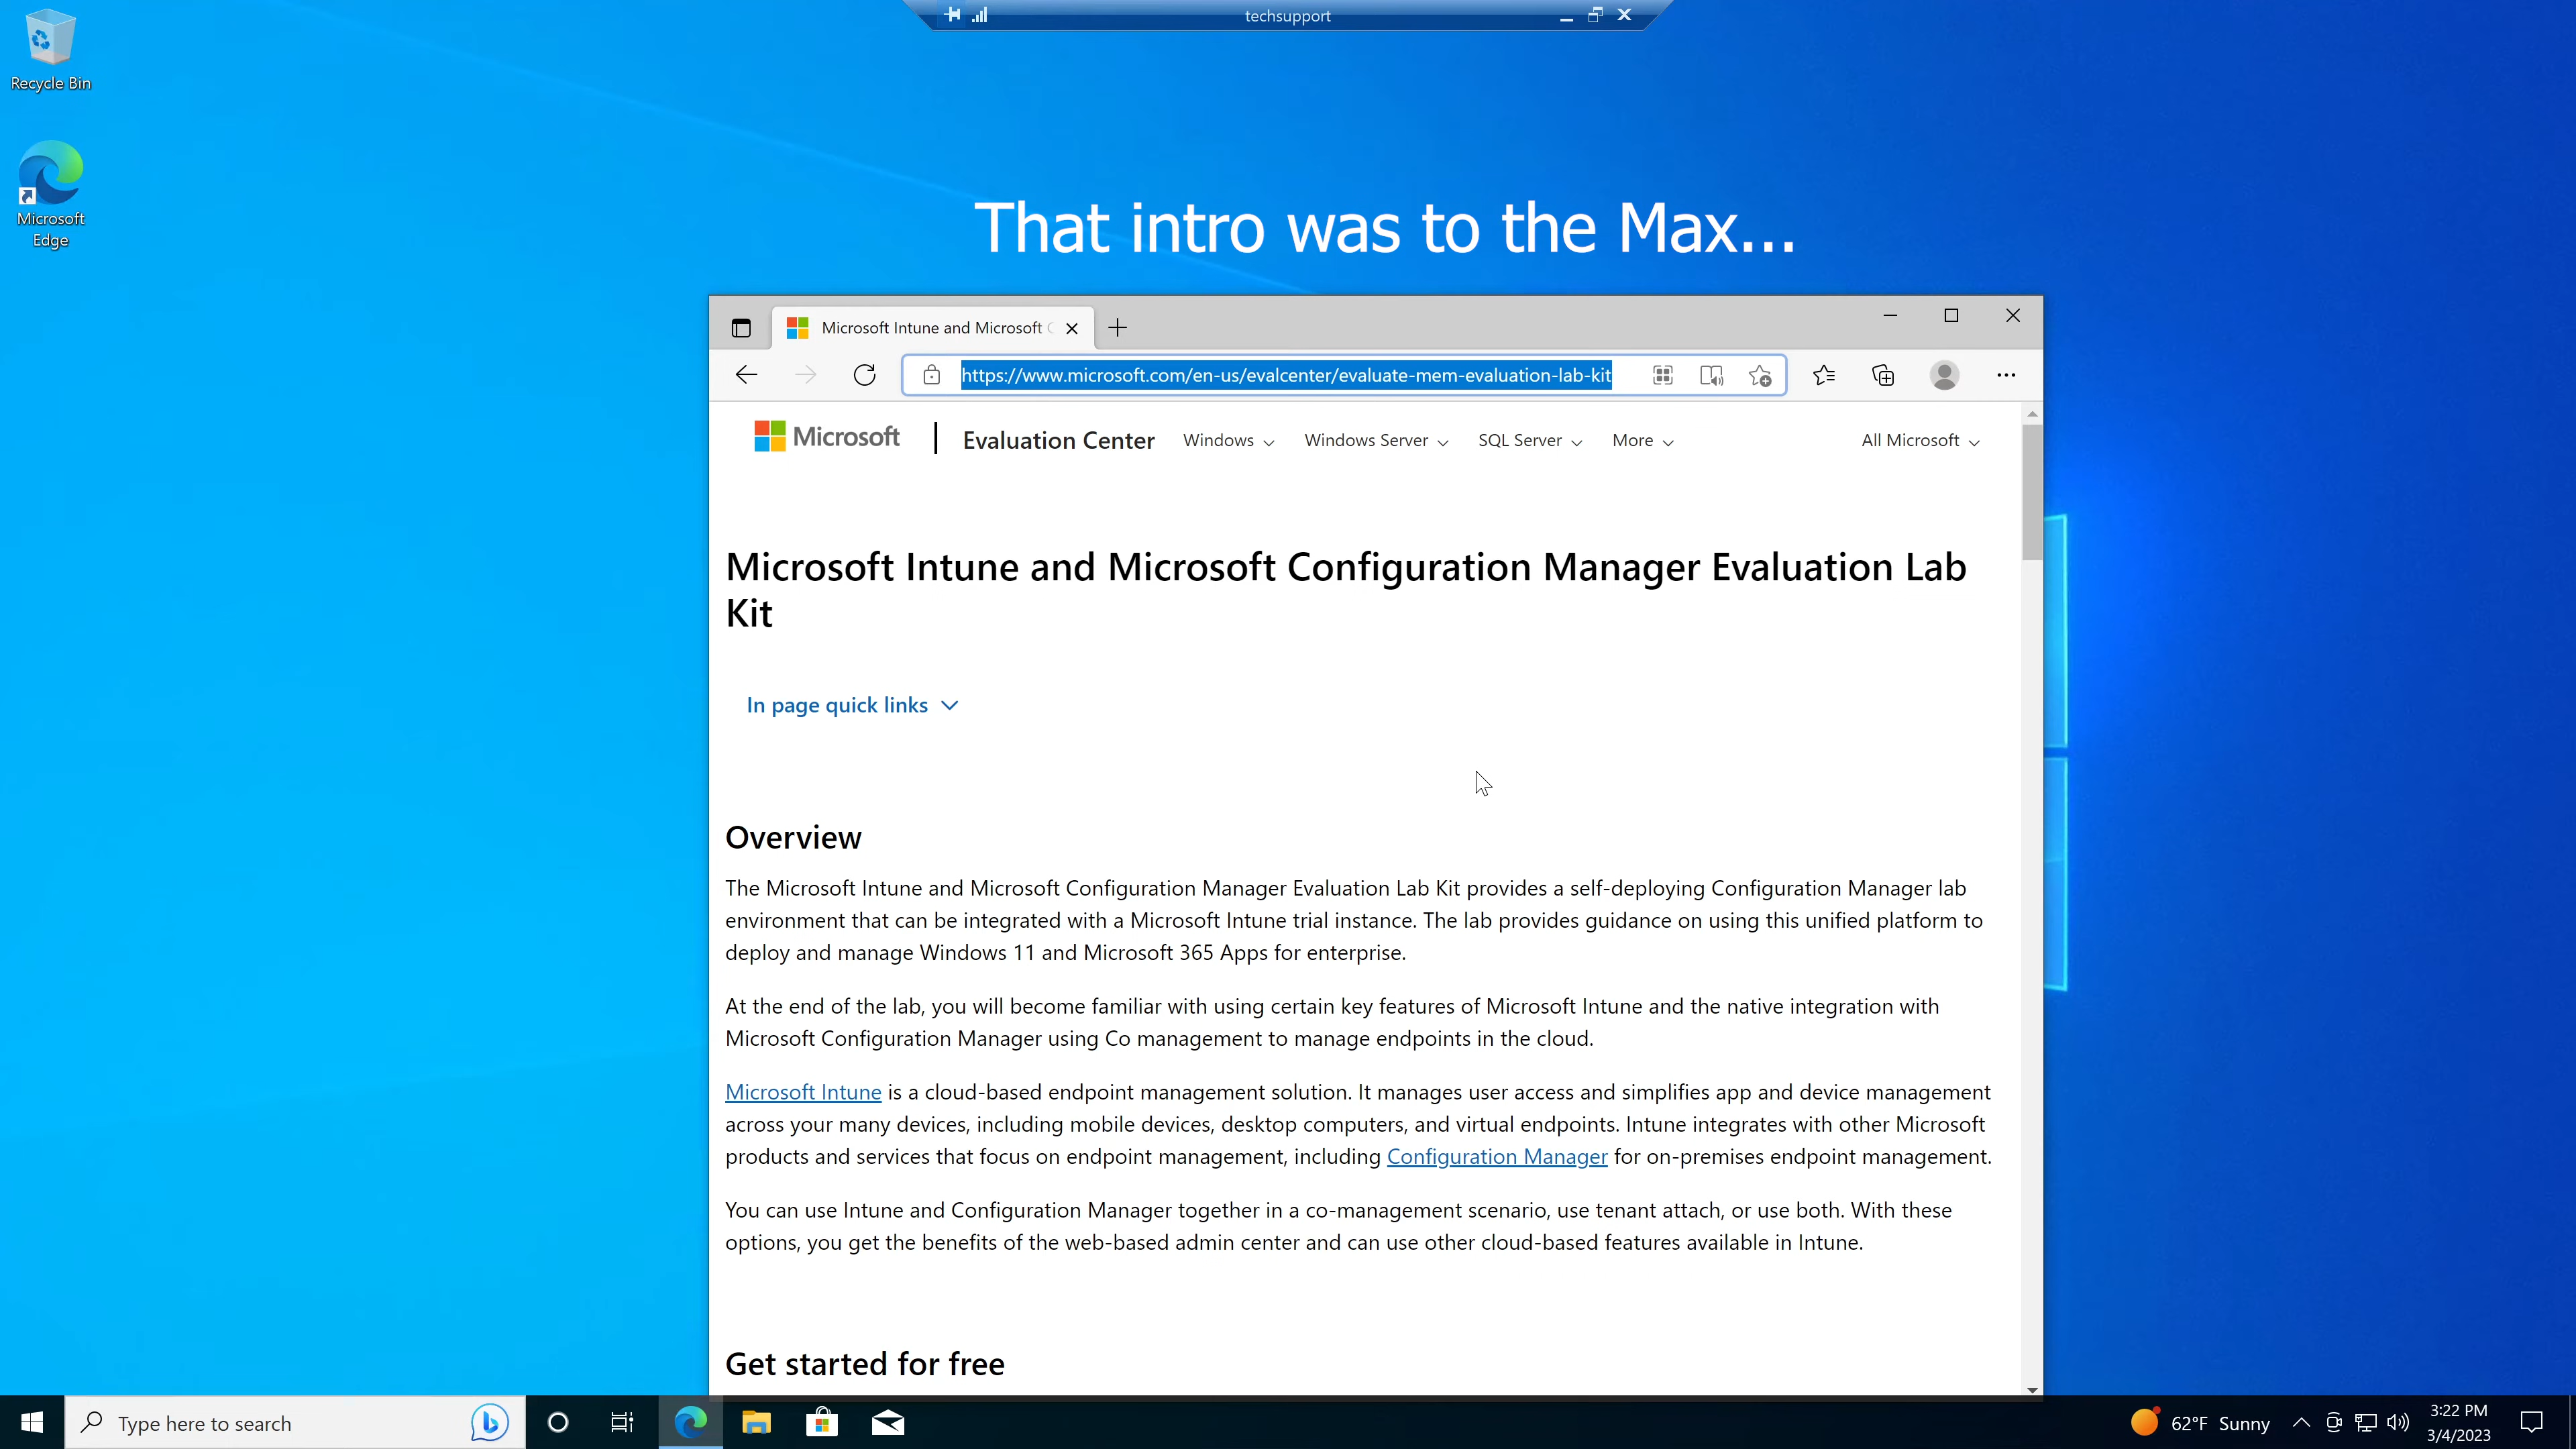 techsupport
Recycle Bin
Microsoft
Edge
That intro was to the Max...
Microsoft Intune and Microsoft C
https://www.microsoft.com/en-us/evalcenter/evaluate-mem-evaluation-lab-kit
Microsoft
Evaluation Center
Windows
Windows Server
SQL Server
More
All Microsoft
Microsoft Intune and Microsoft Configuration Manager Evaluation Lab
Kit
In page quick links
Overview
The Microsoft Intune and Microsoft Configuration Manager Evaluation Lab Kit provides a self-deploying Configuration Manager lab
environment that can be integrated with a Microsoft Intune trial instance. The lab provides guidance on using this unified platform to
deploy and manage Windows 11 and Microsoft 365 Apps for enterprise.
At the end of the lab, you will become familiar with using certain key features of Microsoft Intune and the native integration with
Microsoft Configuration Manager using Co management to manage endpoints in the cloud.
Microsoft Intune is a cloud-based endpoint management solution. It manages user access and simplifies app and device management
across your many devices, including mobile devices, desktop computers, and virtual endpoints. Intune integrates with other Microsoft
products and services that focus on endpoint management, including Configuration Manager for on-premises endpoint management.
You can use Intune and Configuration Manager together in a co-management scenario, use tenant attach, or use both. With these
options, you get the benefits of the web-based admin center and can use other cloud-based features available in Intune.
Get started for free
Type here to search
62°F Sunny
3:22 PM
3/4/2023